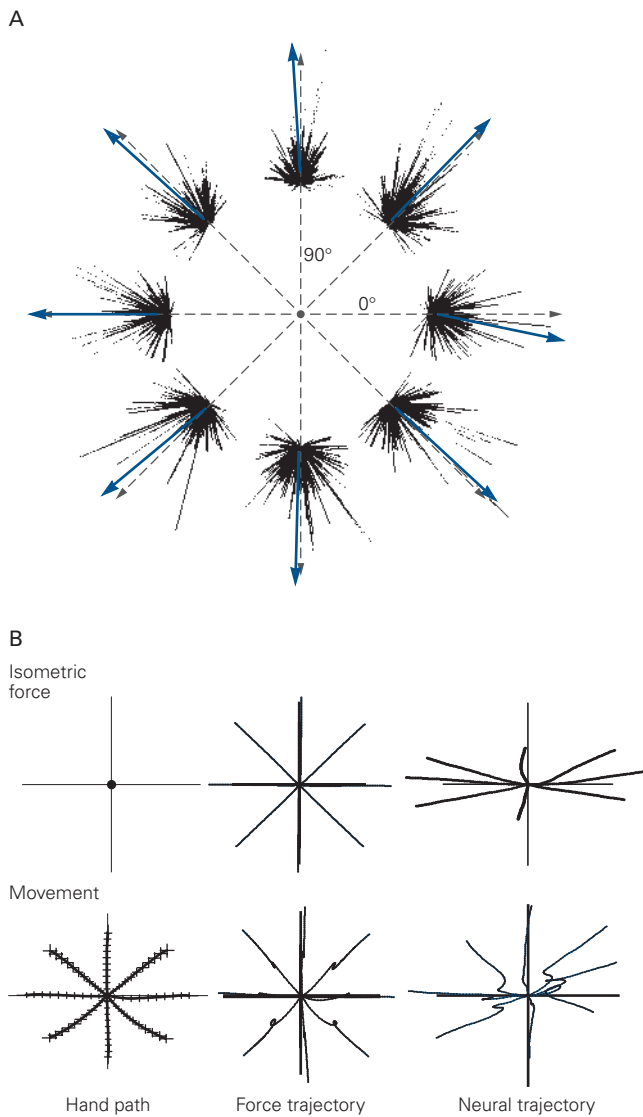 A
90°
0°
B
Isometric
force
Movement
Hand path Force trajectory Neural trajectory